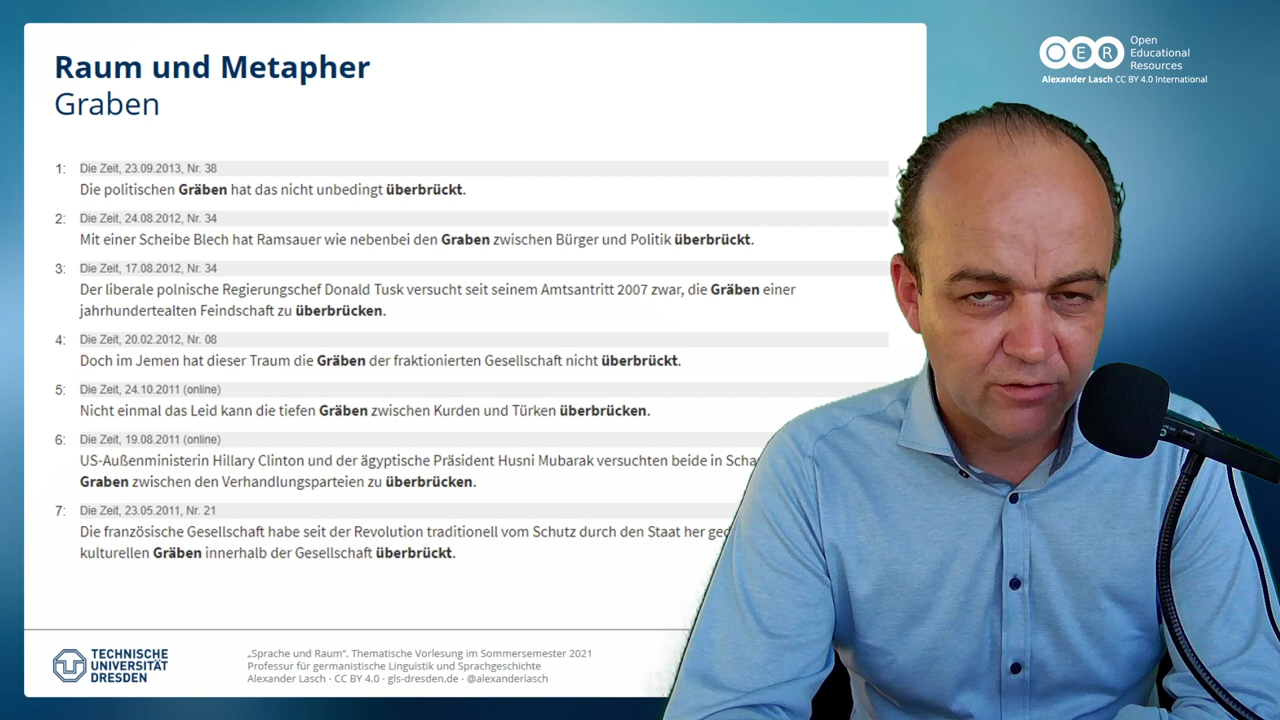 Raum und Metapher
Graben
OER
Open
Educational
Resources
Alexander Lasch CC BY 4.0 International
1: Die Zeit, 23.09.2013, Nr. 38
Die politischen Gräben hat das nicht unbedingt überbrückt.
2: Die Zeit, 24.08.2012, Nr. 34
Mit einer Scheibe Blech hat Ramsauer wie nebenbei den Graben zwischen Bürger und Politik überbrückt.
3: Die Zeit, 17.08.2012, Nr. 34
Der liberale polnische Regierungschef Donald Tusk versucht seit seinem Amtsantritt 2007 zwar, die Gräben einer
jahrhundertealten Feindschaft zu überbrücken.
4: Die Zeit, 20.02.2012, Nr. 08
Doch im Jemen hat dieser Traum die Gräben der fraktionierten Gesellschaft nicht überbrückt.
5: Die Zeit, 24.10.2011 (online)
Nicht einmal das Leid kann die tiefen Gräben zwischen Kurden und Türken überbrücken.
6: Die Zeit, 19.08.2011 (online)
US-Außenministerin Hillary Clinton und der ägyptische Präsident Husni Mubarak versuchten beide in
Graben zwischen den Verhandlungsparteien zu überbrücken.
7: Die Zeit, 23.05.2011, Nr. 21
Die französische Gesellschaft habe seit der Revolution traditionell vom Schutz durch den Staat her
kulturellen Gräben innerhalb der Gesellschaft überbrückt.
TECHNISCHE
UNIVERSITÄT
DRESDEN
„Sprache und Raum“. Thematische Vorlesung im Sommersemester 2021
Professur für germanistische Linguistik und Sprachgeschichte
Alexander Lasch · CC BY 4.0 · gls-dresden.de · @alexanderlasch